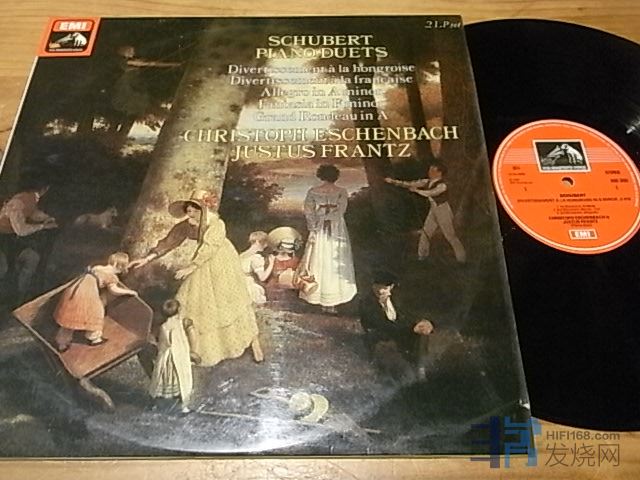 EMI
2 LP set
SCHUBERT
PIANO DUETS
Divertissement à la hongroise
Divertissement à la française
Allegro in A minor
Fantasia in F minor
Grand Rondeau in A
CHRISTOPH ESCHENBACH
JUSTUS FRANTZ
STEREO
SCHUBERT
CHRISTOPH ESCHENBACH &
JUSTUS FRANTZ
EMI
HIFI168.com
发烧网